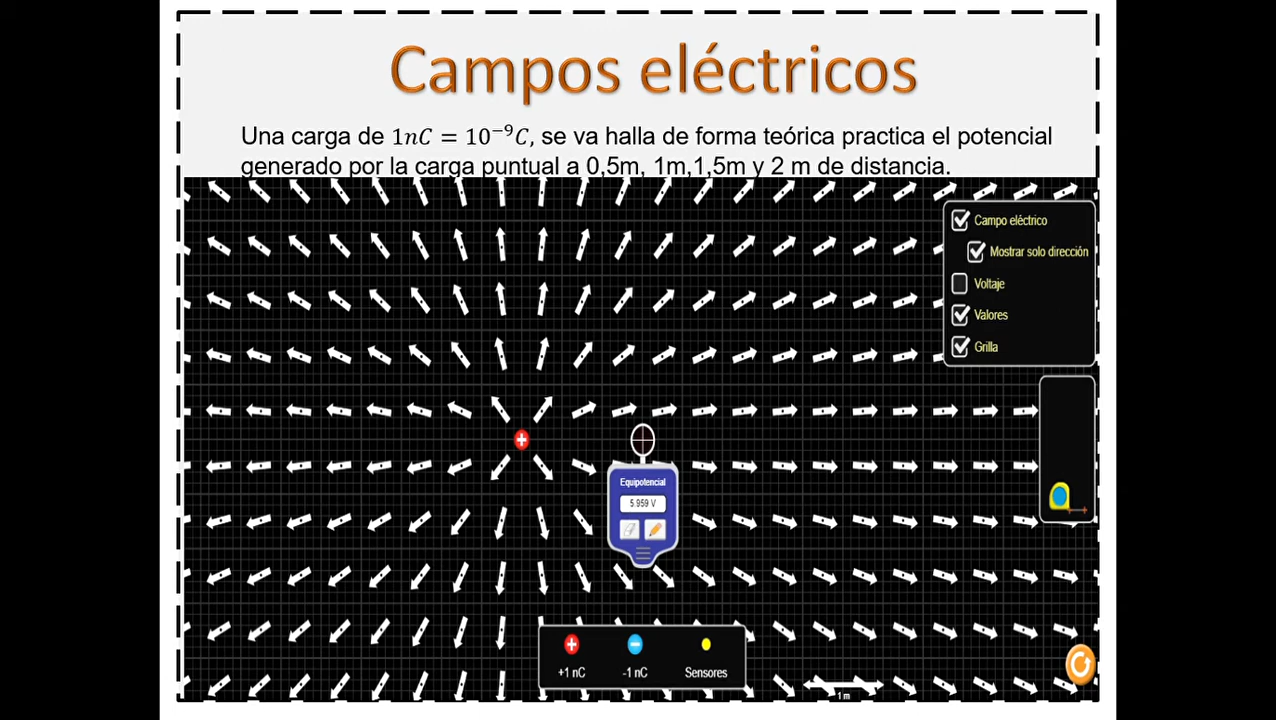 Campos eléctricos
Una carga de 1nC = 10⁻⁹C, se va halla de forma teórica practica el potencial
generado por la carga puntual a 0,5m, 1m,1,5m y 2 m de distancia.
Campo eléctrico
Mostrar solo dirección
Voltaje
Valores
Grilla
Equipotencial
5.959 V
+1 nC
-1 nC
Sensores
1 m